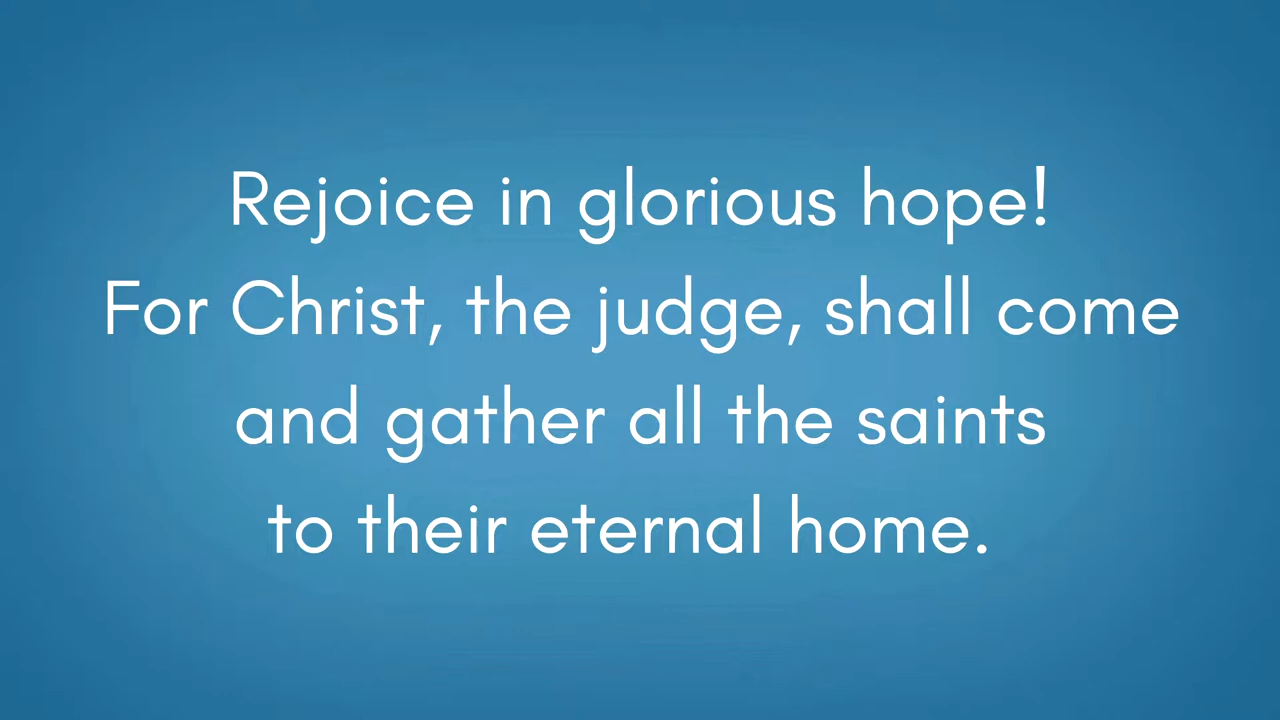 Rejoice in glorious hope!
For Christ, the judge, shall come
and gather all the saints
to their eternal home.